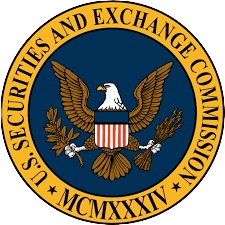 U.S. SECURITIES AND EXCHANGE COMMISSION
MCMXXXIV